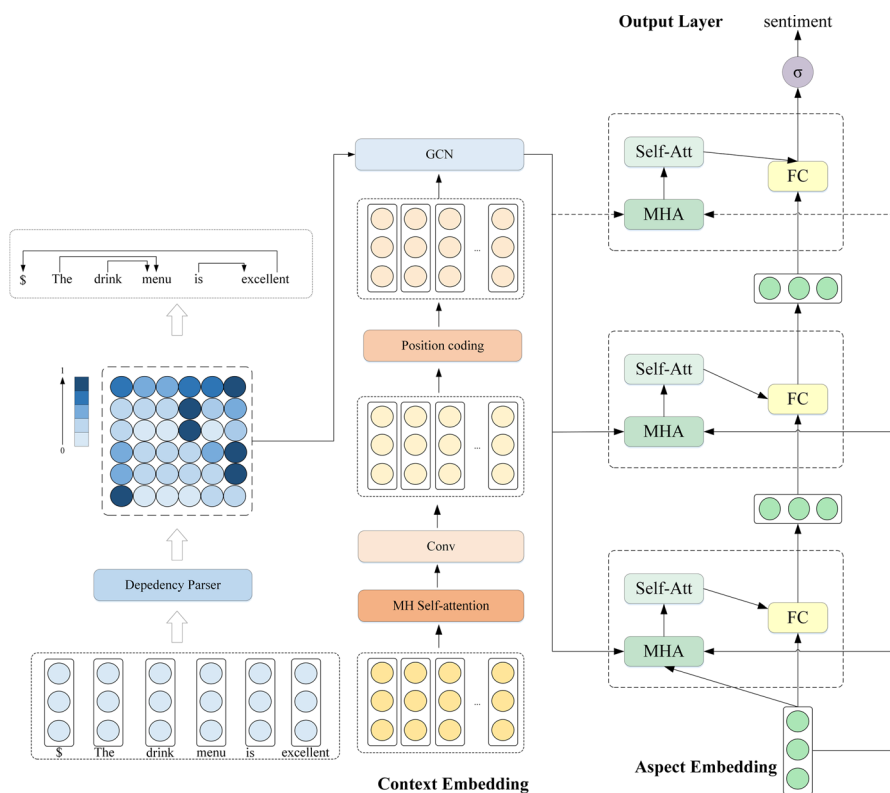 Output Layer
sentiment
σ
Self-Att
FC
MHA
GCN
...
$ The drink menu is excellent
Position coding
Self-Att
FC
MHA
1
0
...
Conv
Depedency Parser
MH Self-attention
Self-Att
FC
MHA
...
$ The drink menu is excellent
Context Embedding
Aspect Embedding